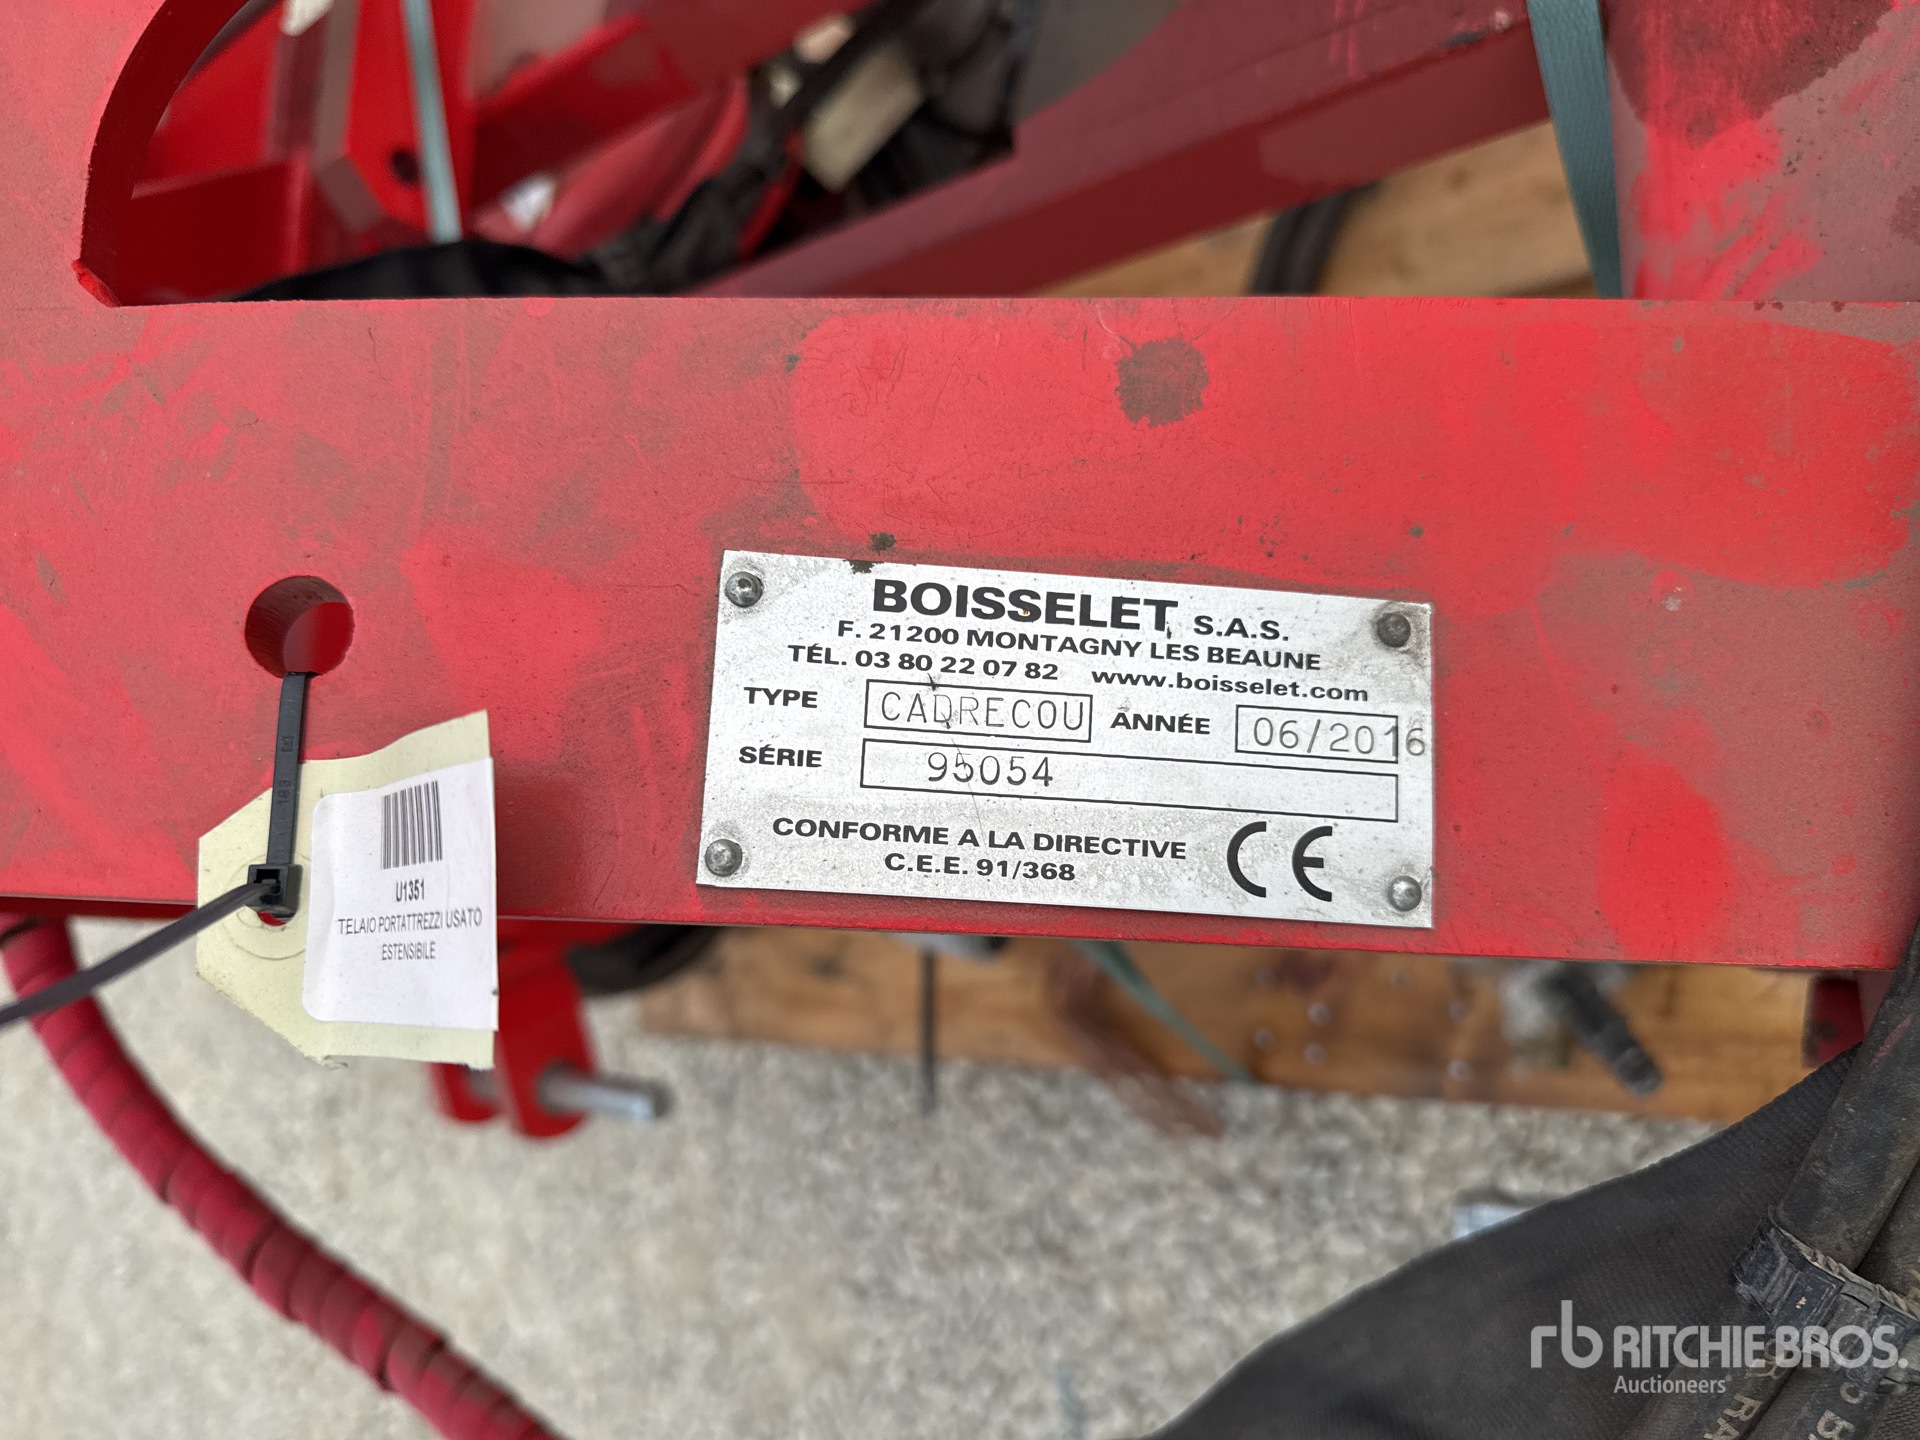 BOISSELET S.A.S.
F. 21200 MONTAGNY LES BEAUNE
TÉL. 03 80 22 07 82 www.boisselet.com
TYPE CADRECOU ANNÉE 06/2016
SÉRIE 95054
CONFORME A LA DIRECTIVE
C.E.E. 91/368
CE
U1351
TELAIO PORTATTREZZI USATO
ESTENSIBILE
rb RITCHIE BROS.
Auctioneers